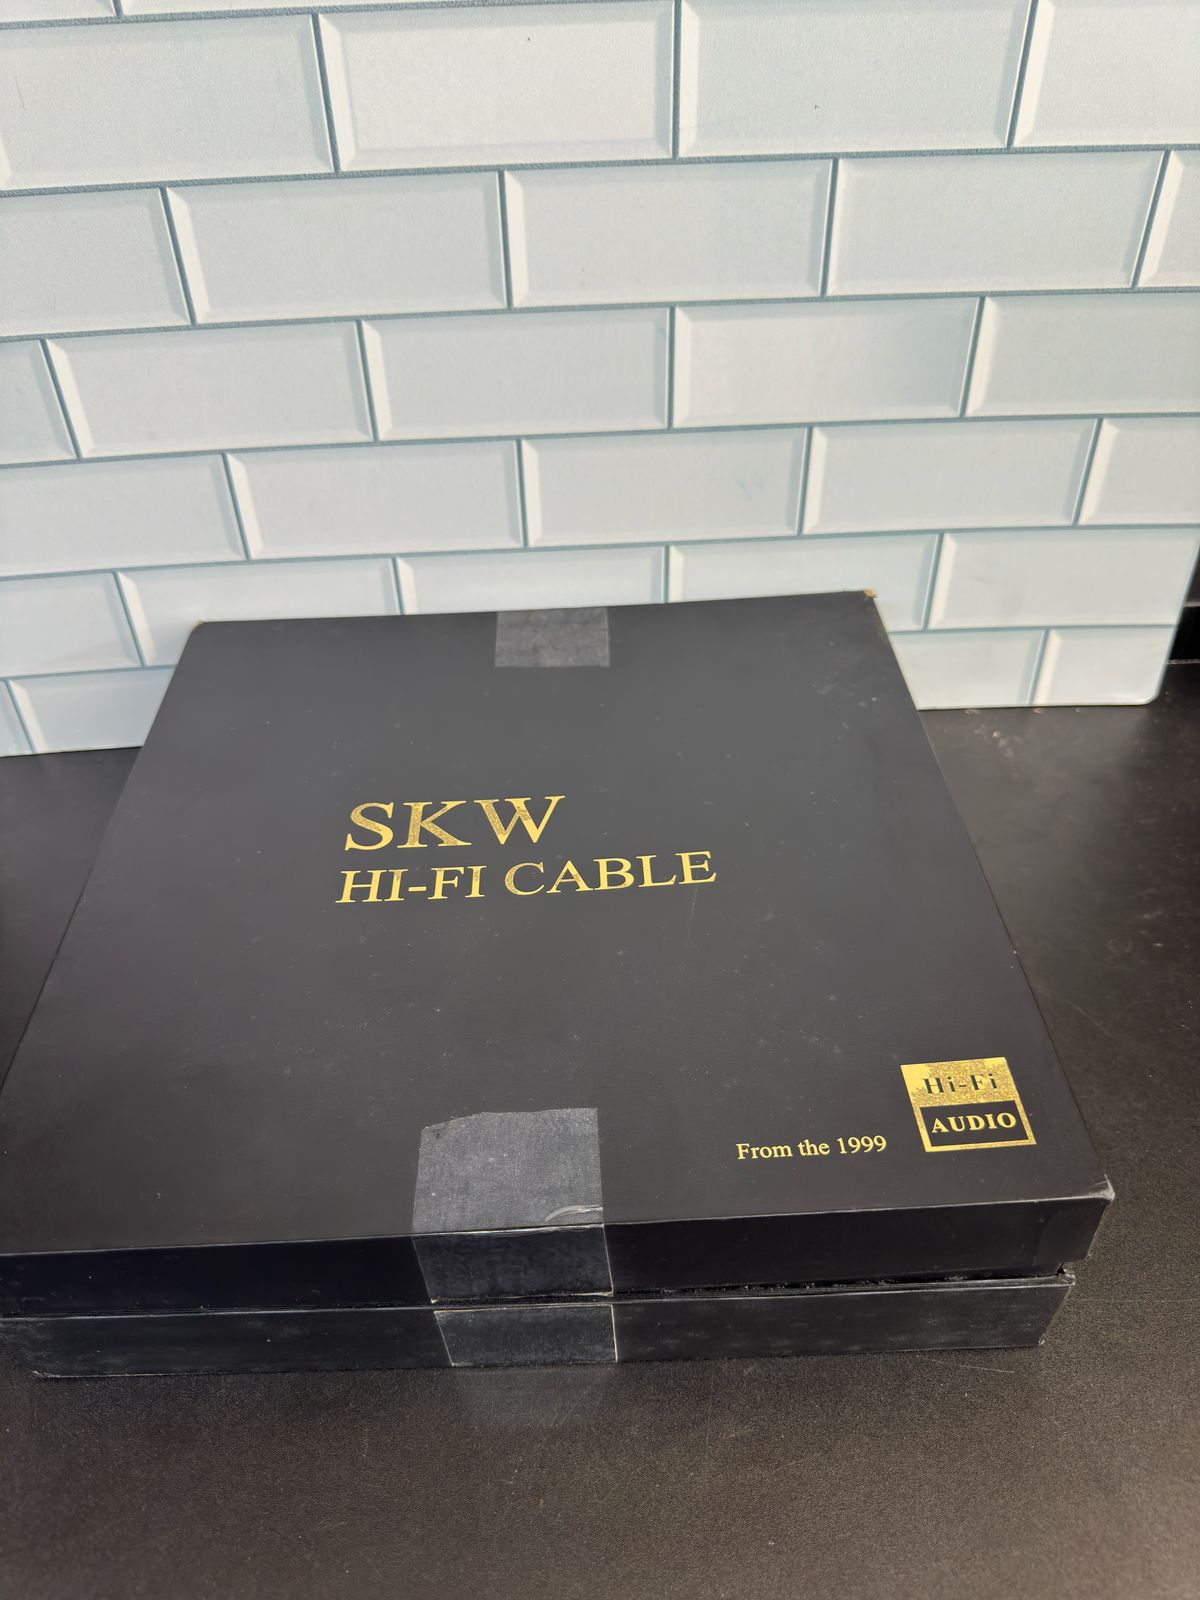 SKW
HI-FI CABLE
From the 1999
Hi-Fi
AUDIO